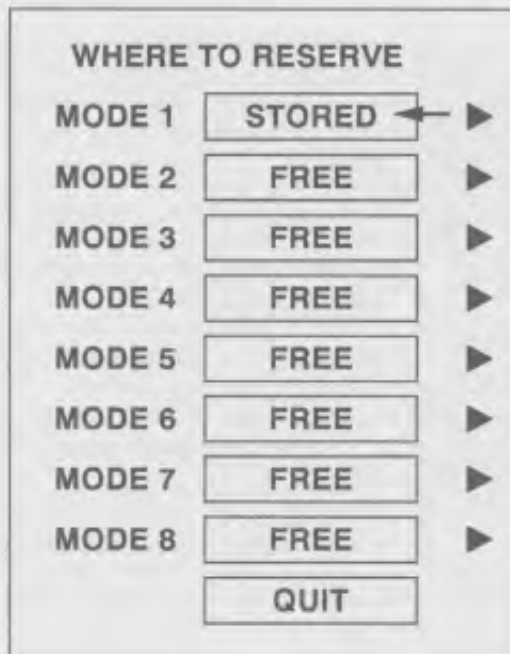 WHERE TO RESERVE
MODE 1 STORED
MODE 2 FREE
MODE 3 FREE
MODE 4 FREE
MODE 5 FREE
MODE 6 FREE
MODE 7 FREE
MODE 8 FREE
QUIT